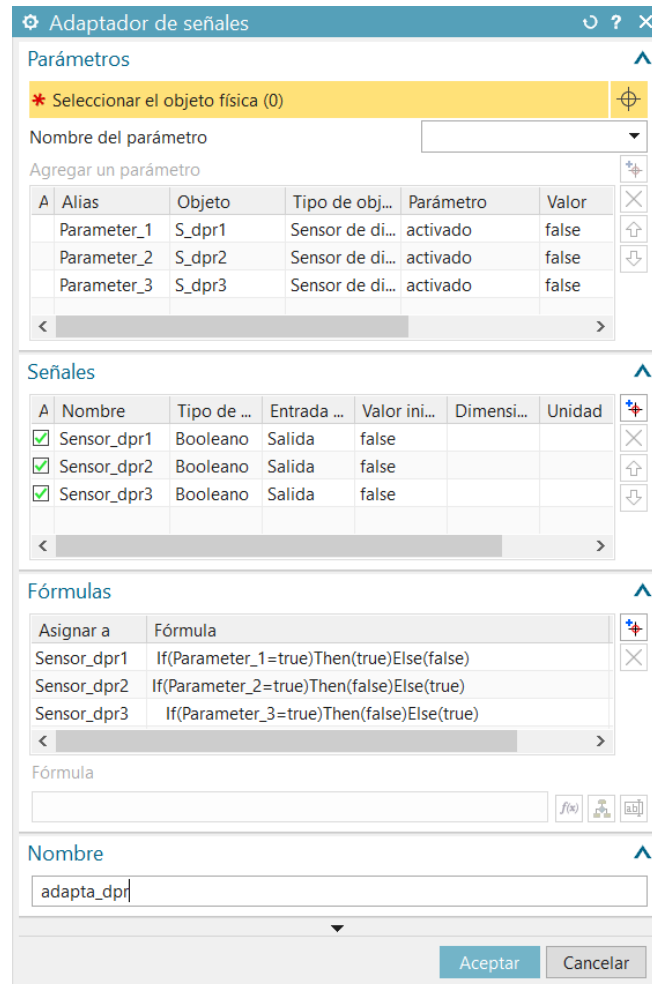 Adaptador de señales
Parámetros
* Seleccionar el objeto física (0)
Nombre del parámetro
Agregar un parámetro
A Alias Objeto Tipo de obj... Parámetro Valor
Parameter_1 S_dpr1 Sensor de di... activado false
Parameter_2 S_dpr2 Sensor de di... activado false
Parameter_3 S_dpr3 Sensor de di... activado false
Señales
A Nombre Tipo de ... Entrada ... Valor ini... Dimensi... Unidad
Sensor_dpr1 Booleano Salida false
Sensor_dpr2 Booleano Salida false
Sensor_dpr3 Booleano Salida false
Fórmulas
Asignar a Fórmula
Sensor_dpr1 If(Parameter_1=true)Then(true)Else(false)
Sensor_dpr2 If(Parameter_2=true)Then(false)Else(true)
Sensor_dpr3 If(Parameter_3=true)Then(false)Else(true)
Fórmula
f(x) ab
Nombre
adapta_dpr
Aceptar Cancelar